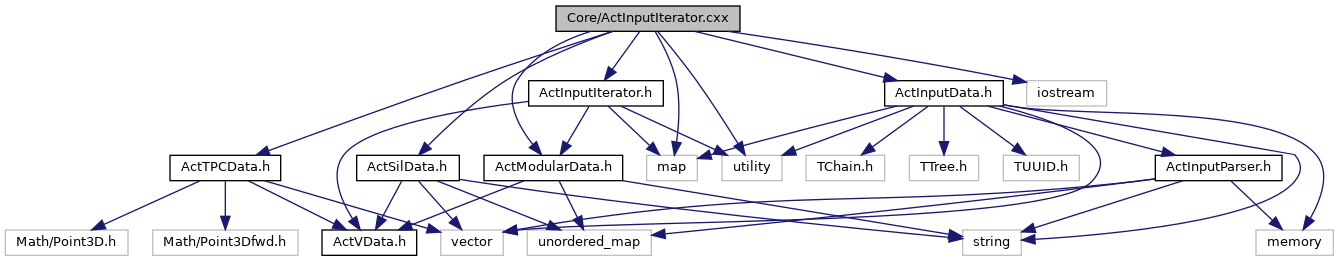 Core/ActInputIterator.cxx
ActInputIterator.h
ActInputData.h
iostream
ActTPCData.h
ActSilData.h
ActModularData.h
map
utility
TChain.h
TTree.h
TUUID.h
ActInputParser.h
Math/Point3D.h
Math/Point3Dfwd.h
ActVData.h
vector
unordered_map
string
memory